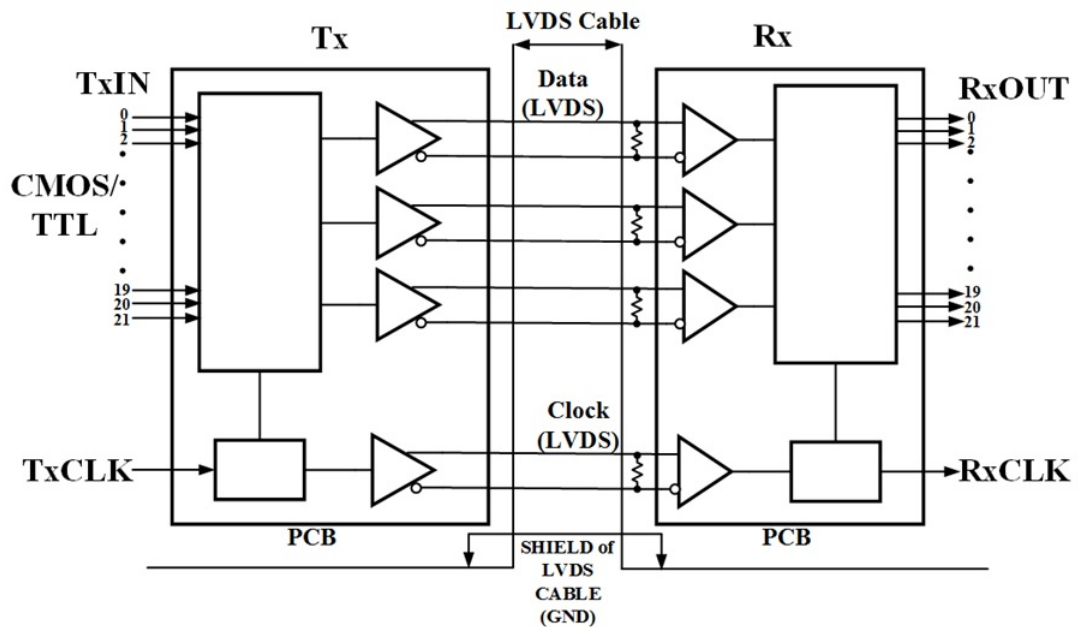 LVDS Cable
Tx
Rx
TxIN
Data
(LVDS)
RxOUT
0
1
2
0
1
2
CMOS/
TTL
19
20
21
19
20
21
Clock
(LVDS)
TxCLK
RxCLK
PCB
PCB
SHIELD of
LVDS
CABLE
(GND)